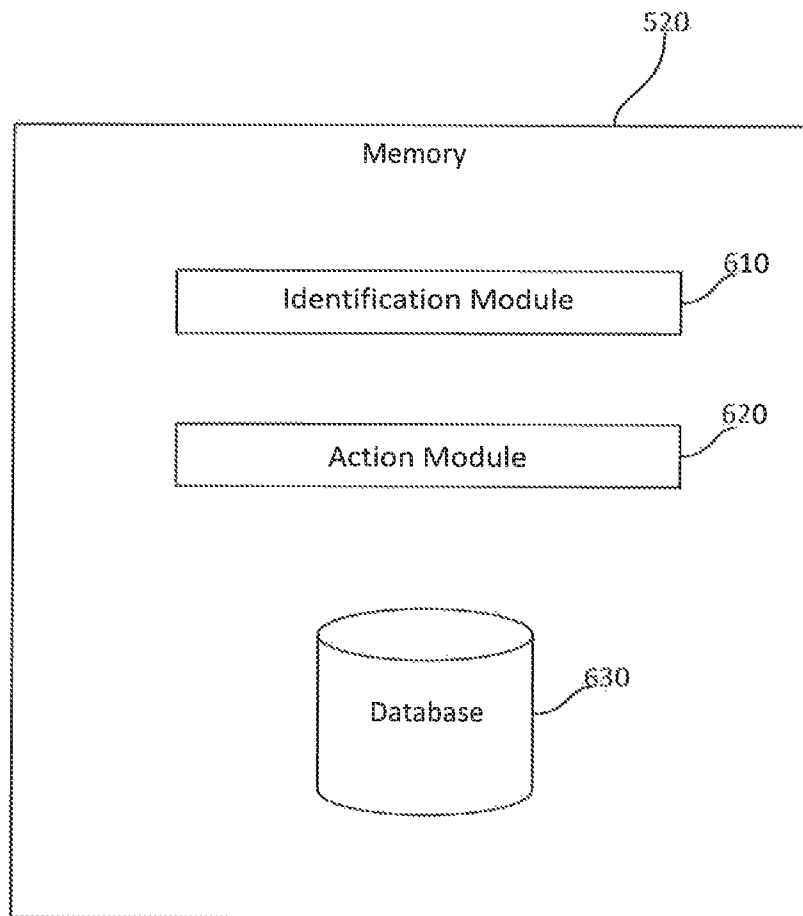 520
Memory
610
Identification Module
620
Action Module
630
Database